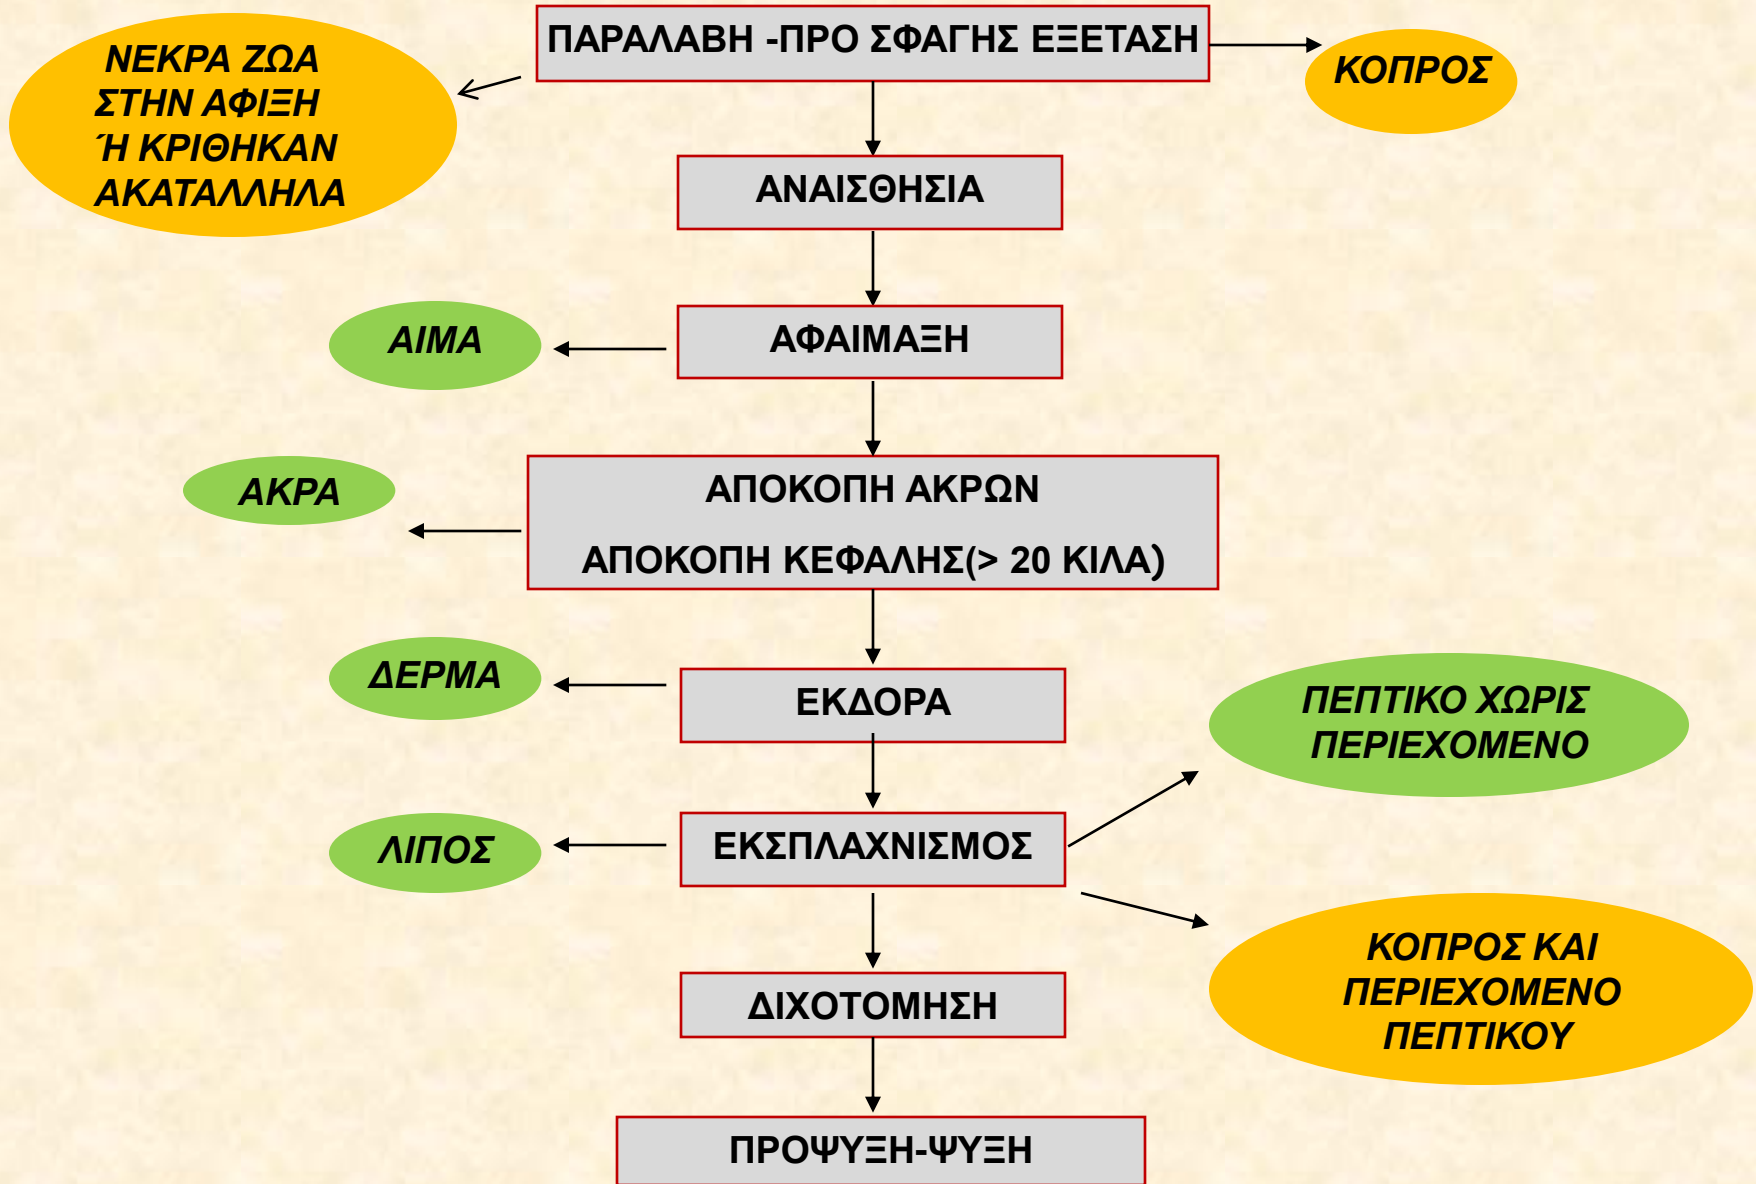 ΠΑΡΑΛΑΒΗ -ΠΡΟ ΣΦΑΓΗΣ ΕΞΕΤΑΣΗ
ΝΕΚΡΑ ΖΩΑ
ΣΤΗΝ ΑΦΙΞΗ
Ή ΚΡΙΘΗΚΑΝ
ΑΚΑΤΑΛΛΗΛΑ
ΚΟΠΡΟΣ
ΑΝΑΙΣΘΗΣΙΑ
ΑΙΜΑ
ΑΦΑΙΜΑΞΗ
ΑΚΡΑ
ΑΠΟΚΟΠΗ ΑΚΡΩΝ
ΑΠΟΚΟΠΗ ΚΕΦΑΛΗΣ(> 20 ΚΙΛΑ)
ΔΕΡΜΑ
ΕΚΔΟΡΑ
ΠΕΠΤΙΚΟ ΧΩΡΙΣ
ΠΕΡΙΕΧΟΜΕΝΟ
ΛΙΠΟΣ
ΕΚΣΠΛΑΧΝΙΣΜΟΣ
ΚΟΠΡΟΣ ΚΑΙ
ΠΕΡΙΕΧΟΜΕΝΟ
ΠΕΠΤΙΚΟΥ
ΔΙΧΟΤΟΜΗΣΗ
ΠΡΟΨΥΞΗ-ΨΥΞΗ